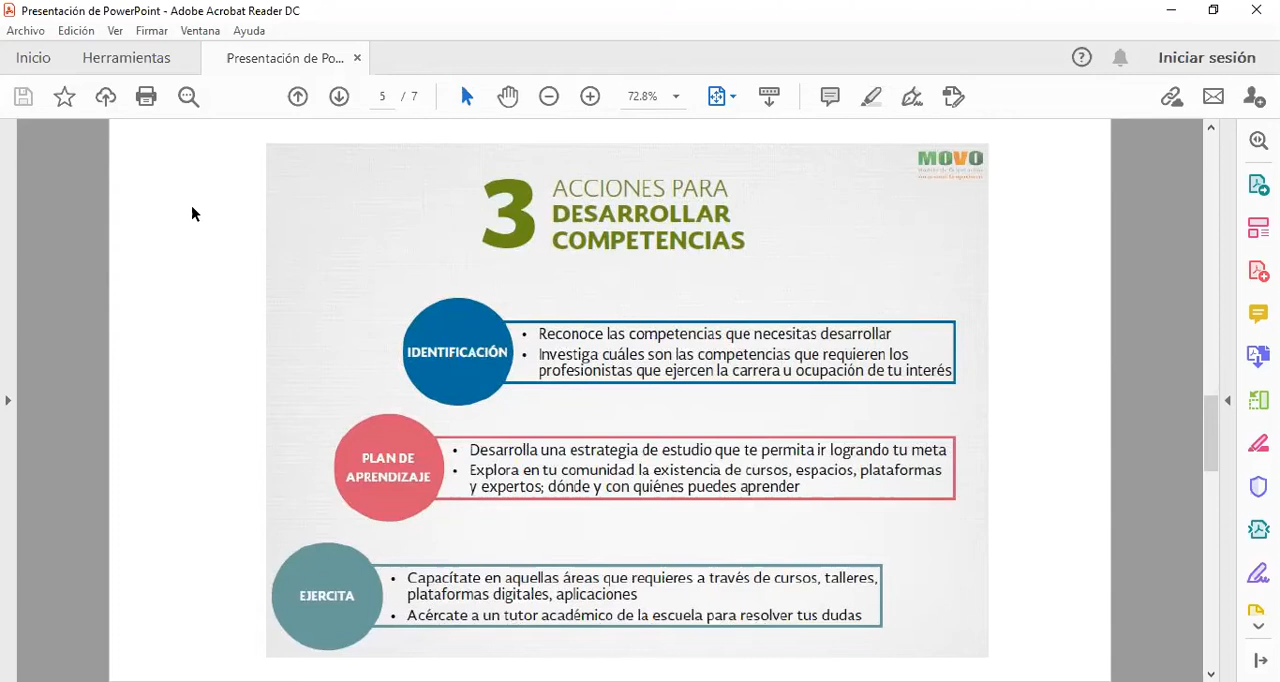 Presentación de PowerPoint - Adobe Acrobat Reader DC
Archivo Edición Ver Firmar Ventana Ayuda
Inicio Herramientas Presentación de Po... × Iniciar sesión
5 / 7 72.8%
MOVO
3 ACCIONES PARA
DESARROLLAR
COMPETENCIAS
IDENTIFICACIÓN
• Reconoce las competencias que necesitas desarrollar
• Investiga cuáles son las competencias que requieren los
profesionistas que ejercen la carrera u ocupación de tu interés
PLAN DE
APRENDIZAJE
• Desarrolla una estrategia de estudio que te permita ir logrando tu meta
• Explora en tu comunidad la existencia de cursos, espacios, plataformas
y expertos; dónde y con quiénes puedes aprender
EJERCITA
• Capacítate en aquellas áreas que requieres a través de cursos, talleres,
plataformas digitales, aplicaciones
• Acércate a un tutor académico de la escuela para resolver tus dudas